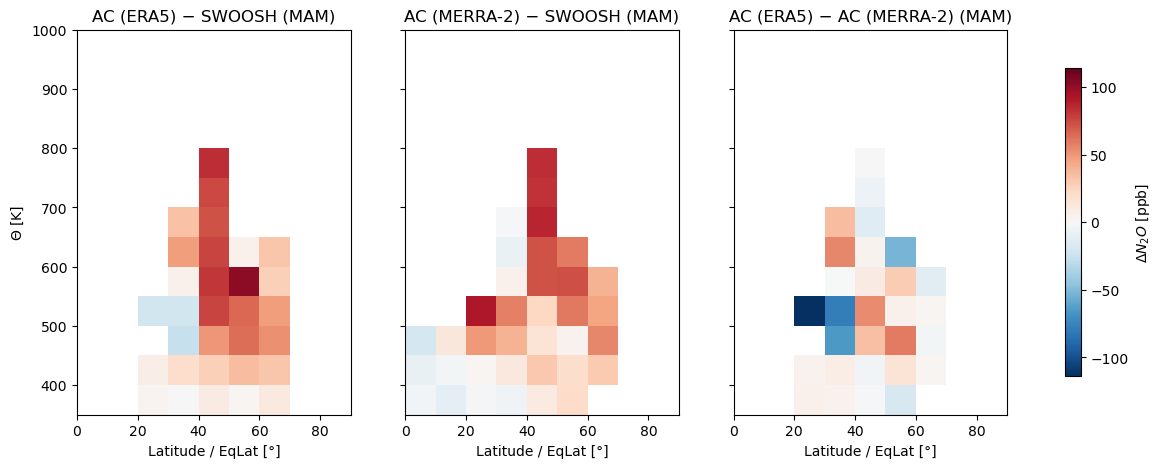 AC (ERA5) − SWOOSH (MAM)
AC (MERRA-2) − SWOOSH (MAM)
AC (ERA5) − AC (MERRA-2) (MAM)
1000
900
800
700
600
500
400
Θ [K]
0 20 40 60 80
0 20 40 60 80
0 20 40 60 80
Latitude / EqLat [°]
Latitude / EqLat [°]
Latitude / EqLat [°]
100
50
0
−50
−100
ΔN₂O [ppb]